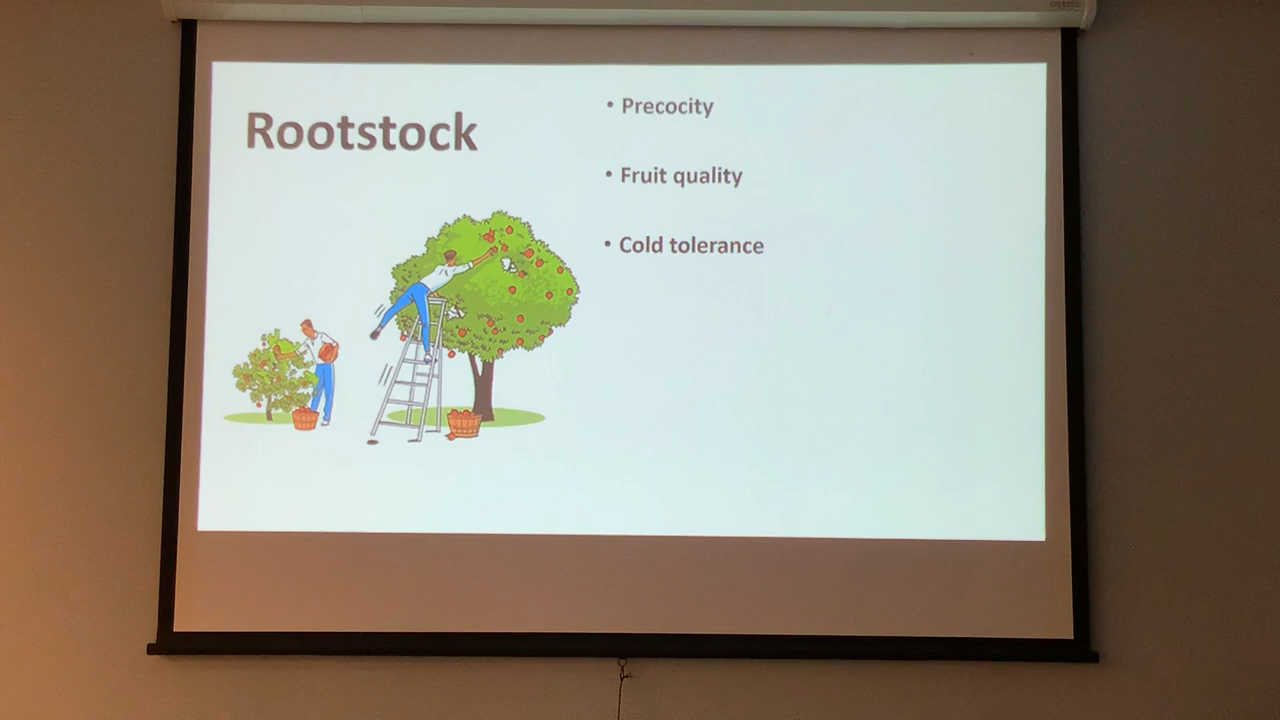 Rootstock
• Precocity
• Fruit quality
• Cold tolerance